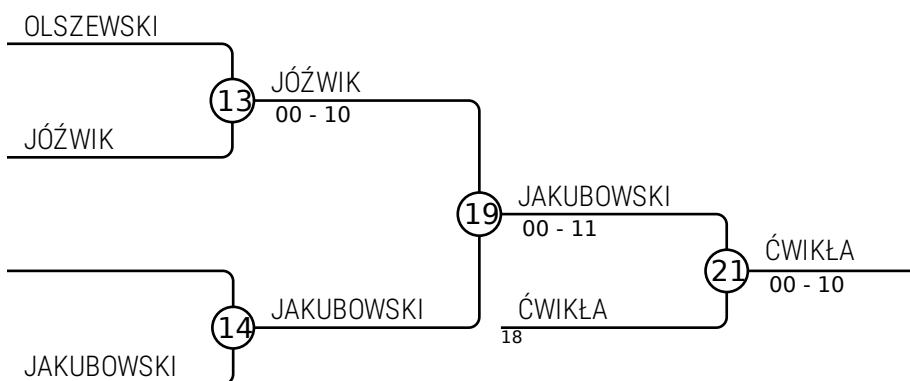 OLSZEWSKI
13
JÓŹWIK
00 - 10
JÓŹWIK
19
JAKUBOWSKI
00 - 11
21
ĆWIKŁA
00 - 10
14
JAKUBOWSKI
ĆWIKŁA
18
JAKUBOWSKI